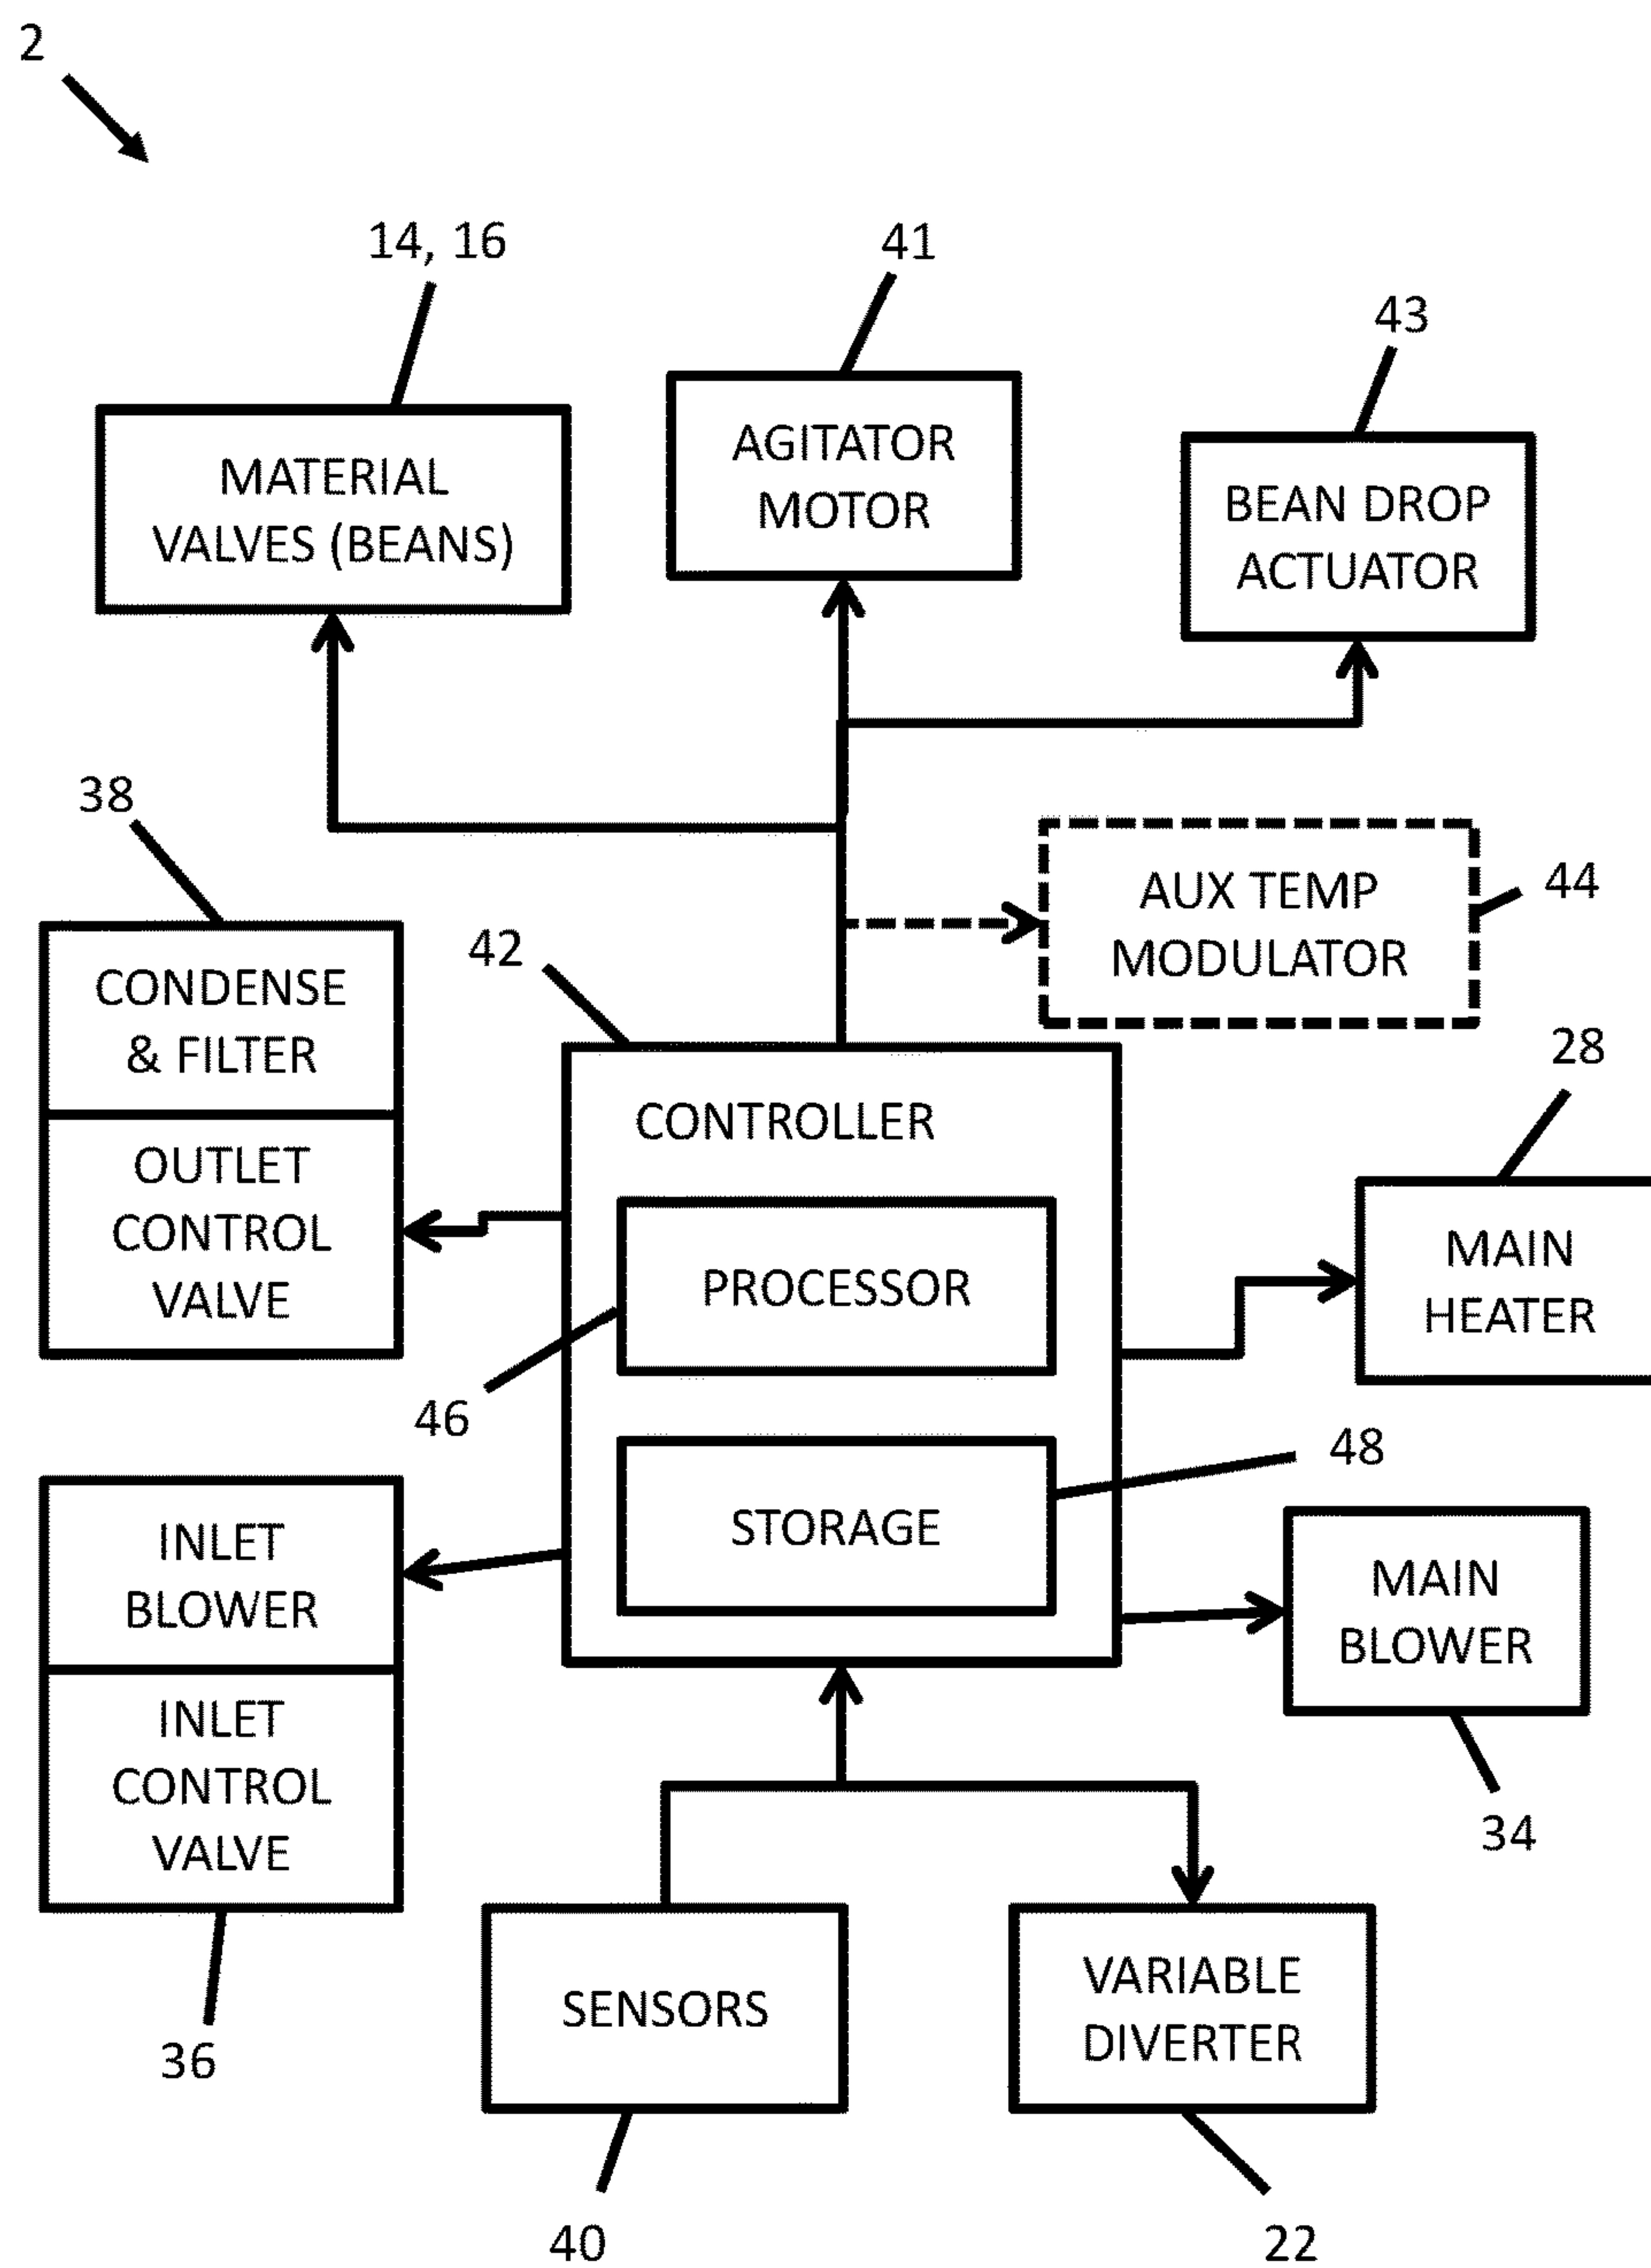 2
14, 16
41
43
MATERIAL
VALVES (BEANS)
AGITATOR
MOTOR
BEAN DROP
ACTUATOR
38
44
AUX TEMP
MODULATOR
42
CONDENSE
& FILTER
OUTLET
CONTROL
VALVE
28
CONTROLLER
MAIN
HEATER
PROCESSOR
46
48
STORAGE
INLET
BLOWER
INLET
CONTROL
VALVE
MAIN
BLOWER
34
36
SENSORS
VARIABLE
DIVERTER
40
22